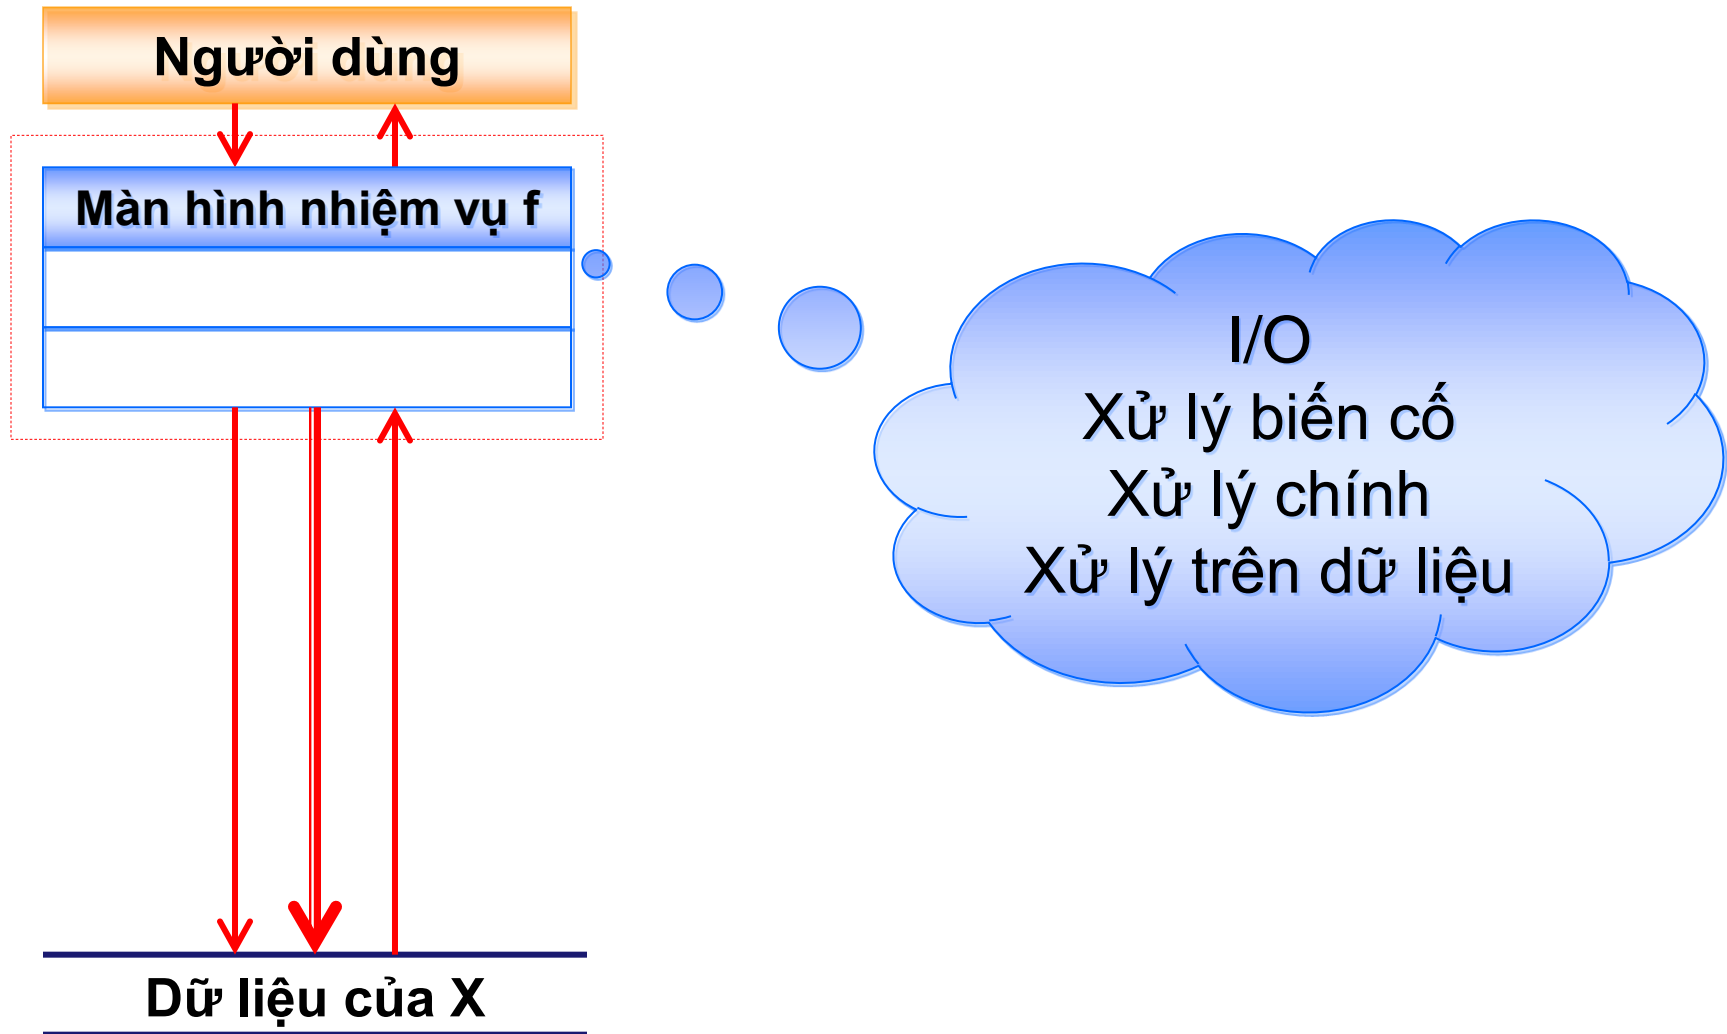 Người dùng
Màn hình nhiệm vụ f
I/O
Xử lý biến cố
Xử lý chính
Xử lý trên dữ liệu
Dữ liệu của X